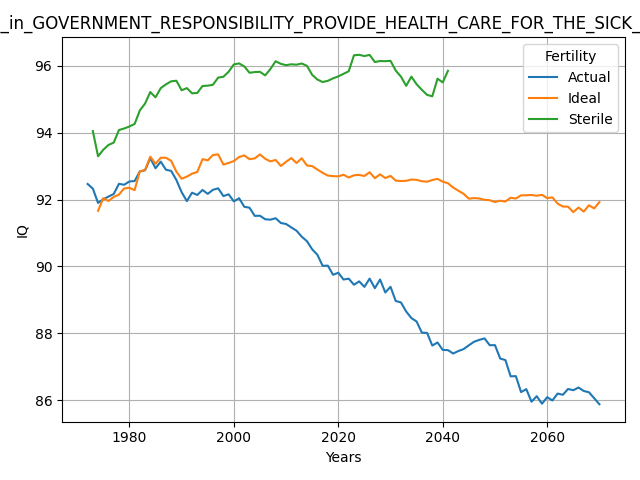 _in_GOVERNMENT_RESPONSIBILITY_PROVIDE_HEALTH_CARE_FOR_THE_SICK_
Fertility
Actual
Ideal
Sterile
96
94
92
90
88
86
IQ
1980
2000
2020
2040
2060
Years